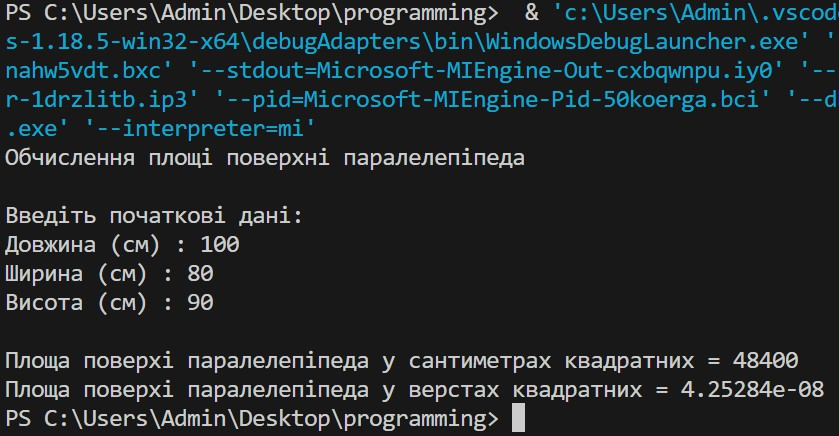 PS C:\Users\Admin\Desktop\programming>  & 'c:\Users\Admin\.vscod
s-1.18.5-win32-x64\debugAdapters\bin\WindowsDebugLauncher.exe' '
nahw5vdt.bxc' '--stdout=Microsoft-MIEngine-Out-cxbqwnpu.iy0' '--
r-1drzlitb.ip3' '--pid=Microsoft-MIEngine-Pid-50koerga.bci' '--d
.exe' '--interpreter=mi'
Обчислення площі поверхні паралелепіпеда
Введіть початкові дані:
Довжина (см) : 100
Ширина (см) : 80
Висота (см) : 90
Площа поверхі паралелепіпеда у сантиметрах квадратних = 48400
Площа поверхі паралелепіпеда у верстах квадратних = 4.25284e-08
PS C:\Users\Admin\Desktop\programming>